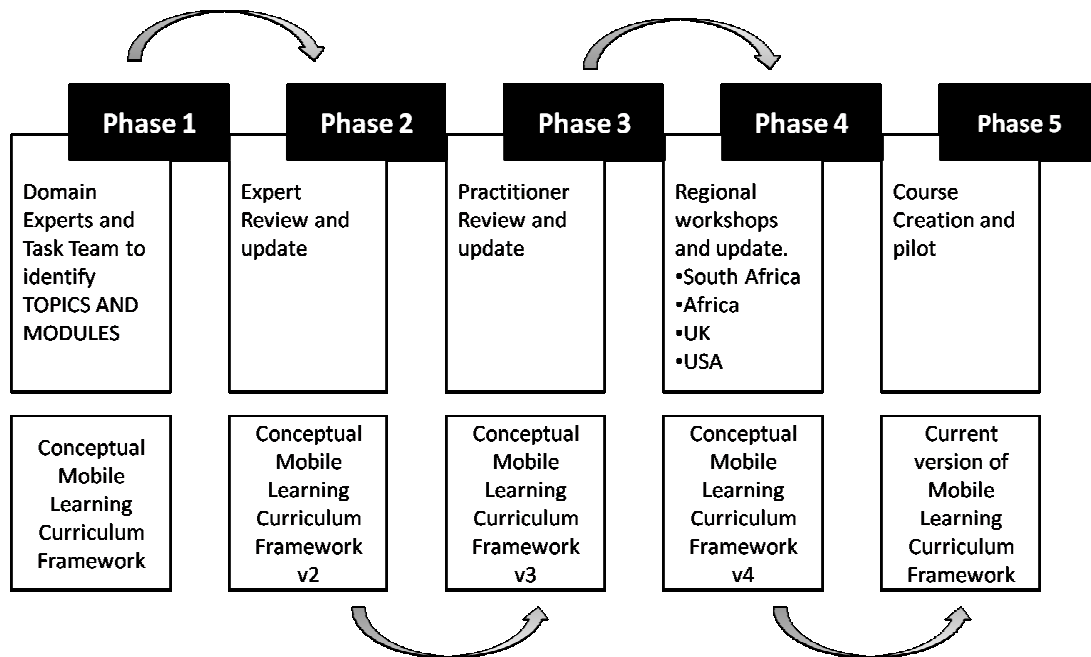 Phase 1
Domain
Experts and
Task Team to
identify
TOPICS AND
MODULES
Conceptual
Mobile
Learning
Curriculum
Framework
Phase 2
Expert
Review and
update
Conceptual
Mobile
Learning
Curriculum
Framework
v2
Phase 3
Practitioner
Review and
update
Conceptual
Mobile
Learning
Curriculum
Framework
v3
Phase 4
Regional
workshops
and update.
•South Africa
•Africa
•UK
•USA
Conceptual
Mobile
Learning
Curriculum
Framework
v4
Phase 5
Course
Creation and
pilot
Current
version of
Mobile
Learning
Curriculum
Framework